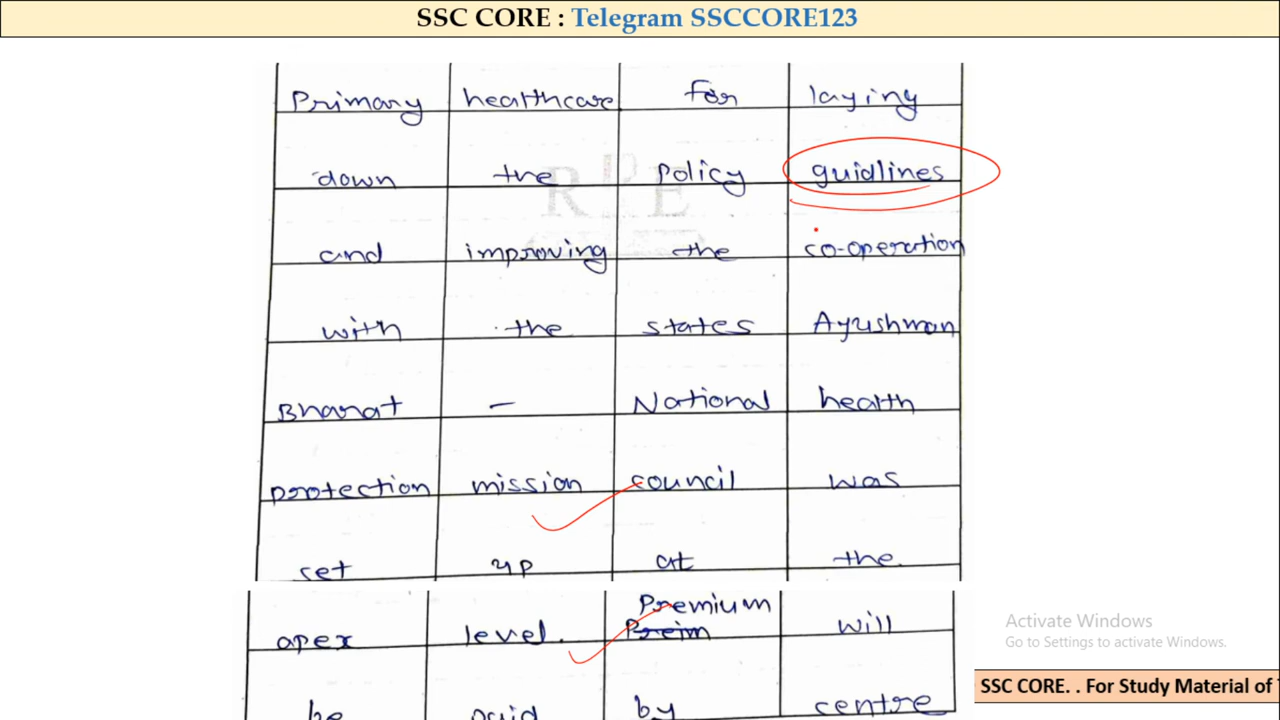 SSC CORE : Telegram SSCCORE123
Primary healthcare for laying
down the policy guidlines
and improving the co-operation
with the states Ayushman
Bharat - National health
protection mission council was
set up at the
apex level. Premium Preim will
be paid by centre
Activate Windows
Go to Settings to activate Windows.
SSC CORE. . For Study Material of